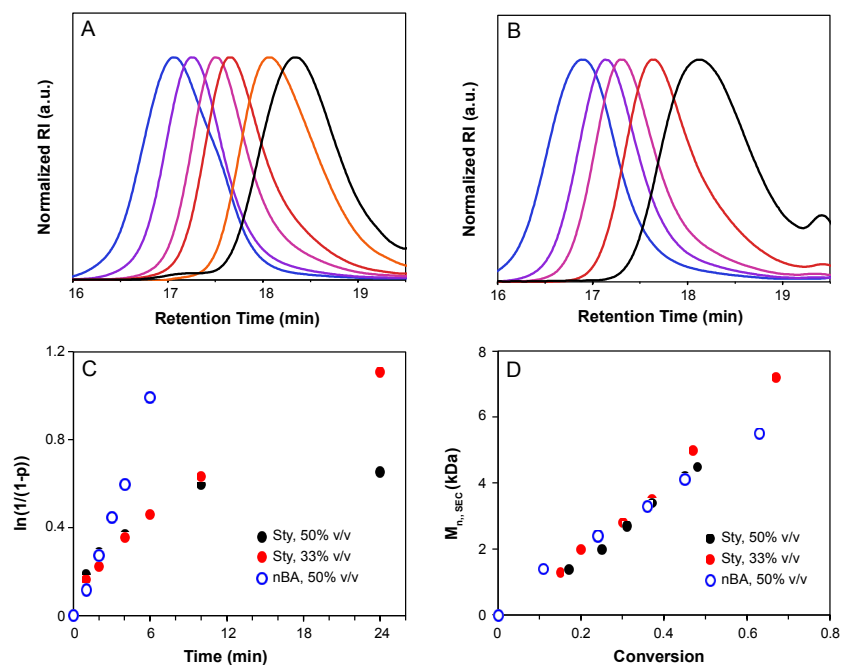 A
Normalized RI (a.u.)
16 17 18 19
Retention Time (min)
B
Normalized RI (a.u.)
16 17 18 19
Retention Time (min)
C
ln(1/(1-p))
1.2
0.8
0.4
0
Sty, 50% v/v
Sty, 33% v/v
nBA, 50% v/v
0 6 12 18 24
Time (min)
D
Mn,, SEC (kDa)
8
6
4
2
0
Sty, 50% v/v
Sty, 33% v/v
nBA, 50% v/v
0.0 0.2 0.4 0.6 0.8
Conversion